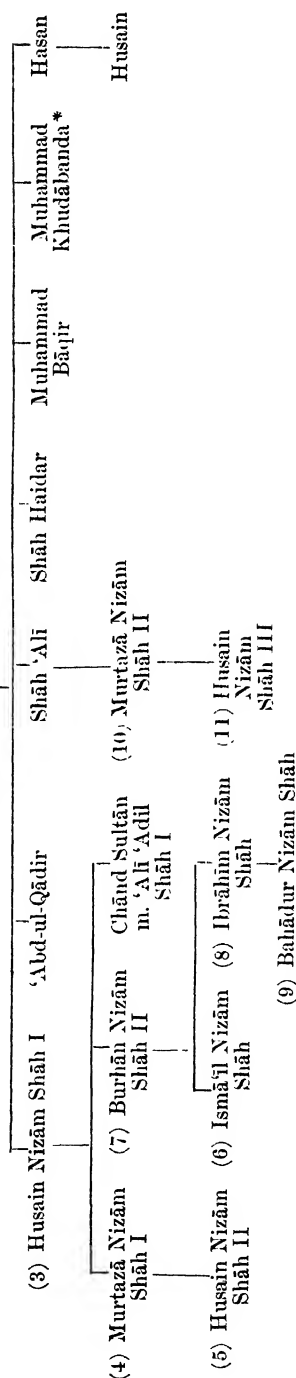 (3) Husain Nizām Shāh I
‘Abd-ul-Qādir
Shāh ‘Alī
Shāh Haidar
Muhammad
Bāqir
Muhammad
Khudābanda*
Hasan
(4) Murtazā Nizām
Shāh I
(7) Burhān Nizām
Shāh II
Chānd Sultān
m. ‘Alī ‘Ādil
Shāh I
(10) Murtazā Nizām
Shāh II
Husain
(5) Husain Nizām
Shāh II
(6) Ismā‘īl Nizām
Shāh
(8) Ibrāhīm Nizām
Shāh
(11) Husain
Nizām
Shāh III
(9) Bahādur Nizām Shāh